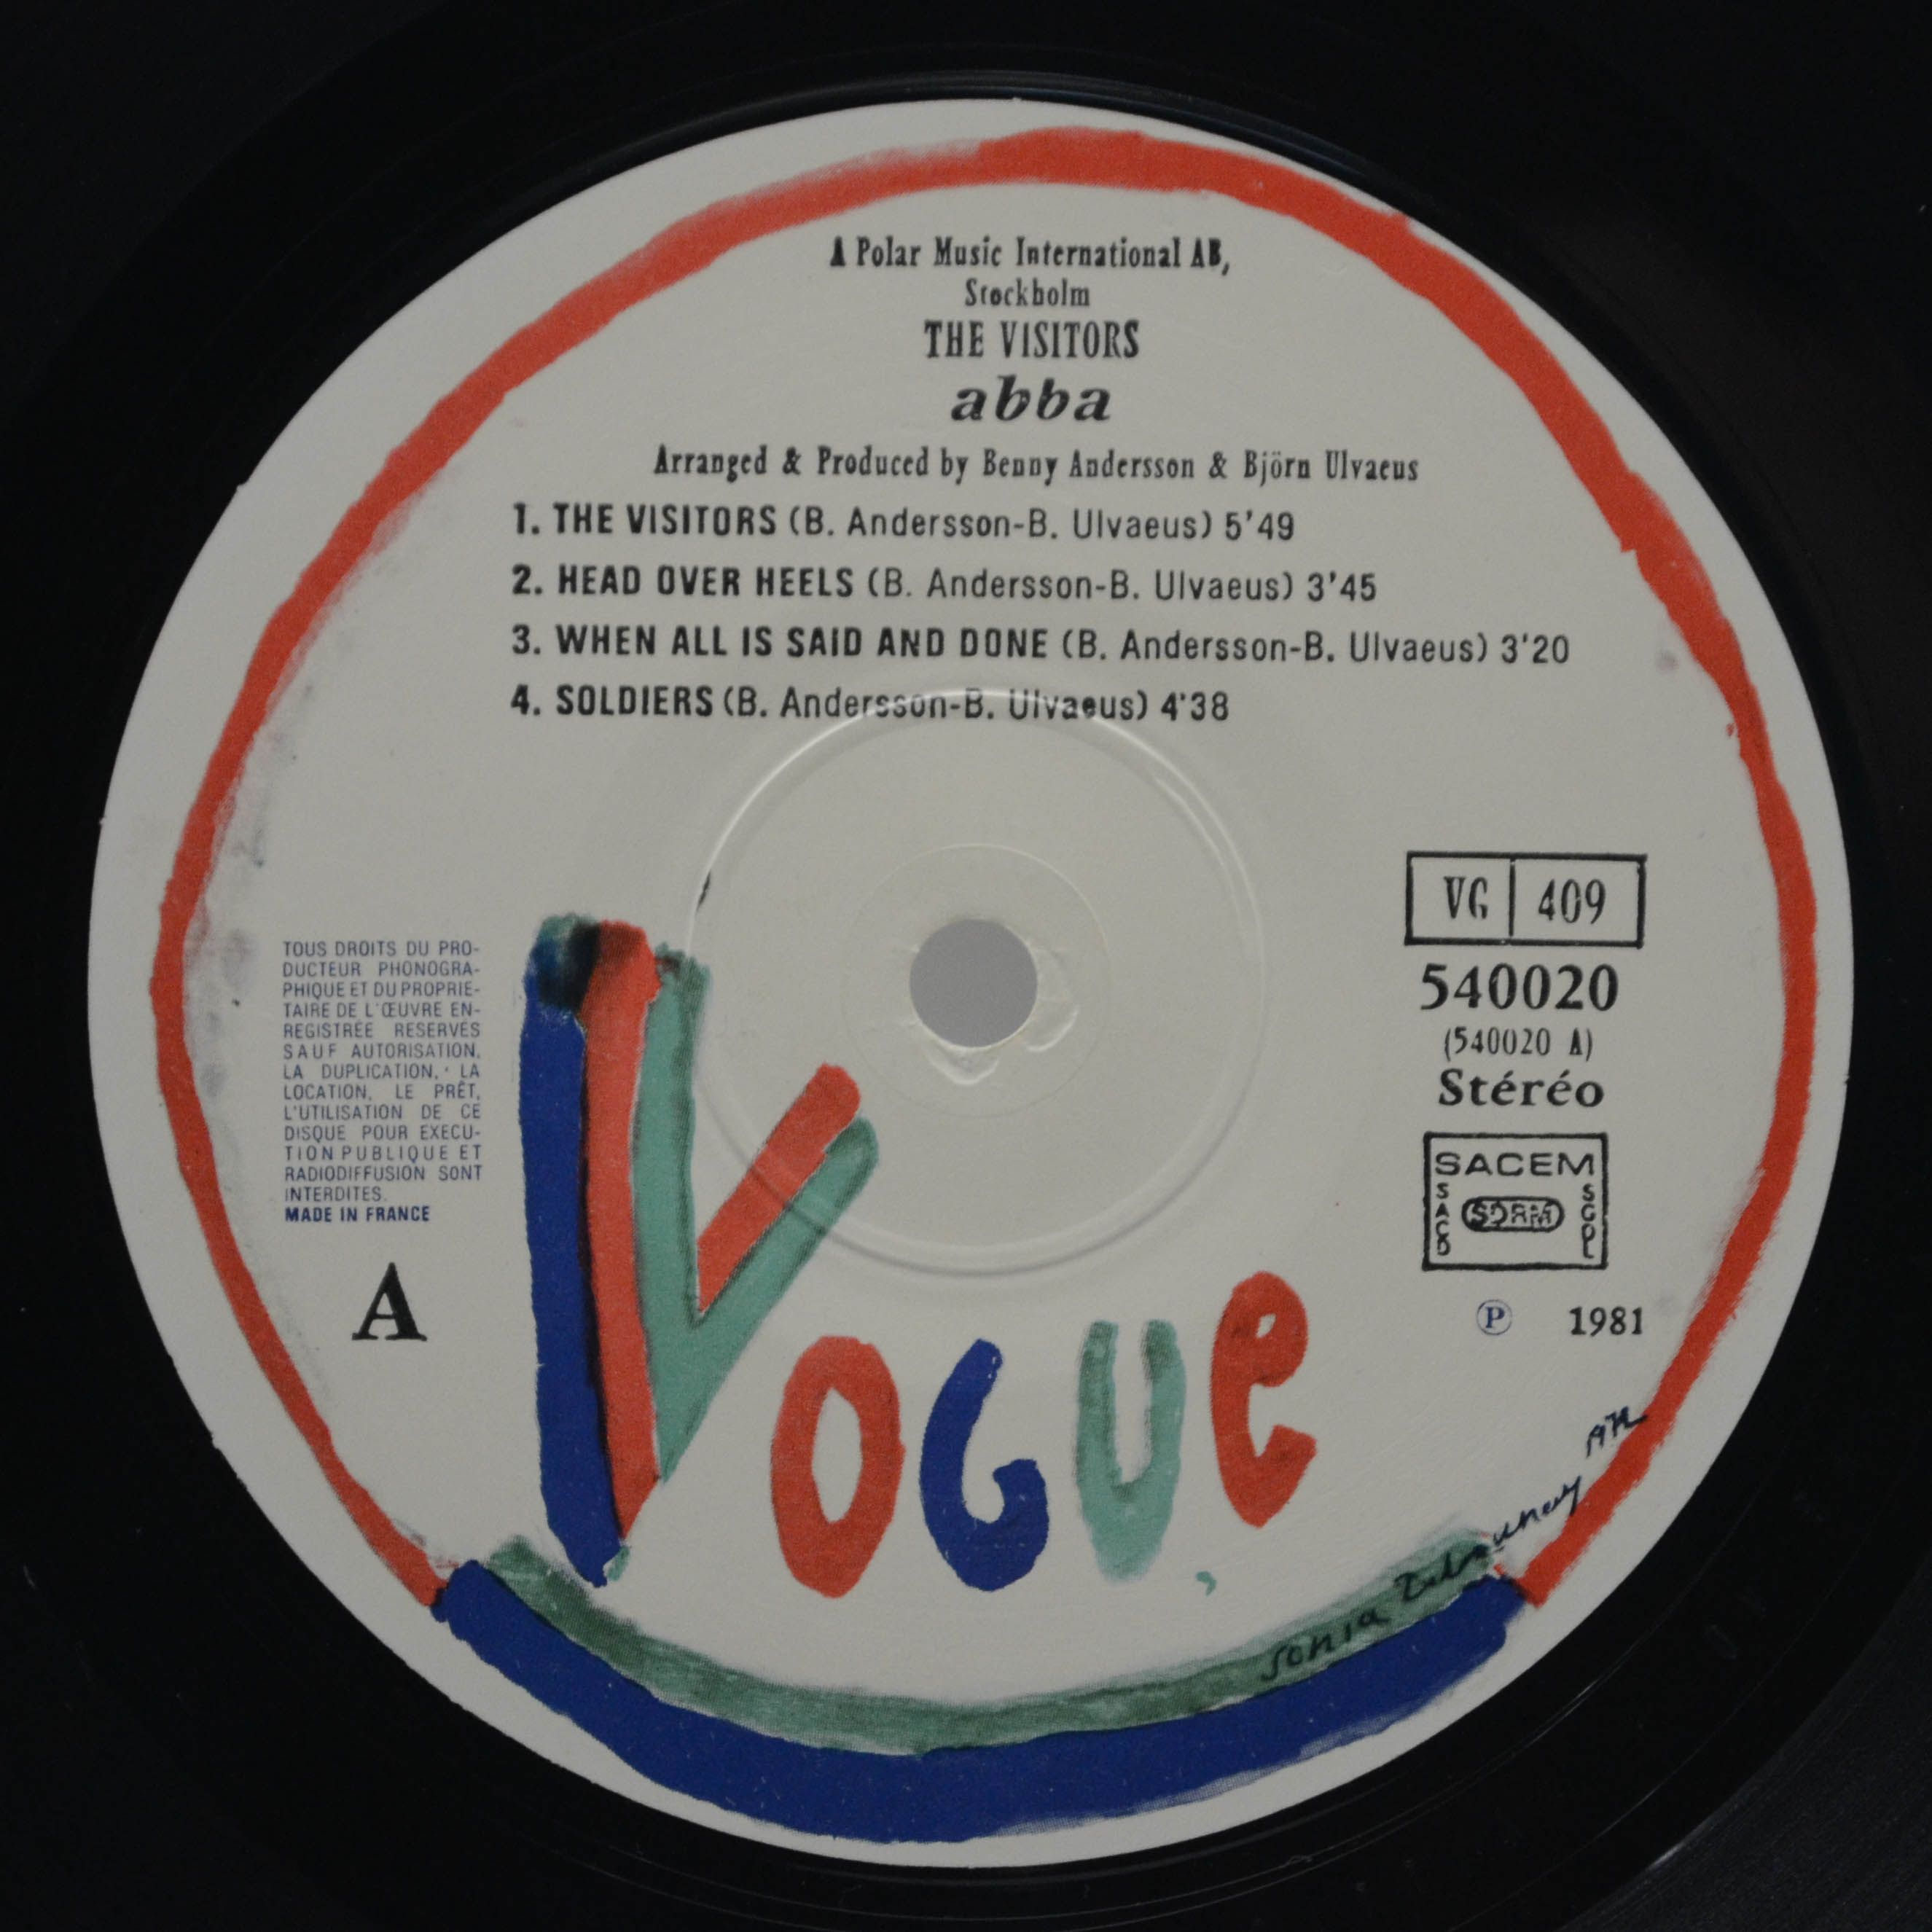 A Polar Music International AB,
Stockholm
THE VISITORS
abba
Arranged & Produced by Benny Andersson & Björn Ulvaeus
1. THE VISITORS (B. Andersson-B. Ulvaeus) 5'49
2. HEAD OVER HEELS (B. Andersson-B. Ulvaeus) 3'45
3. WHEN ALL IS SAID AND DONE (B. Andersson-B. Ulvaeus) 3'20
4. SOLDIERS (B. Andersson-B. Ulvaeus) 4'38
TOUS DROITS DU PRO-
DUCTEUR PHONOGRA-
PHIQUE ET DU PROPRIE-
TAIRE DE L'ŒUVRE EN-
REGISTRÉE RESERVÉS
SAUF AUTORISATION,
LA DUPLICATION, LA
LOCATION, LE PRÊT,
L'UTILISATION DE CE
DISQUE POUR EXECU-
TION PUBLIQUE ET
RADIODIFFUSION SONT
INTERDITES.
MADE IN FRANCE
A
VG 409
540020
(540020 A)
Stéréo
SACEM
SACD SDRM SGDL
Ⓟ 1981
VOGUE
Sonia Delaunay 1972